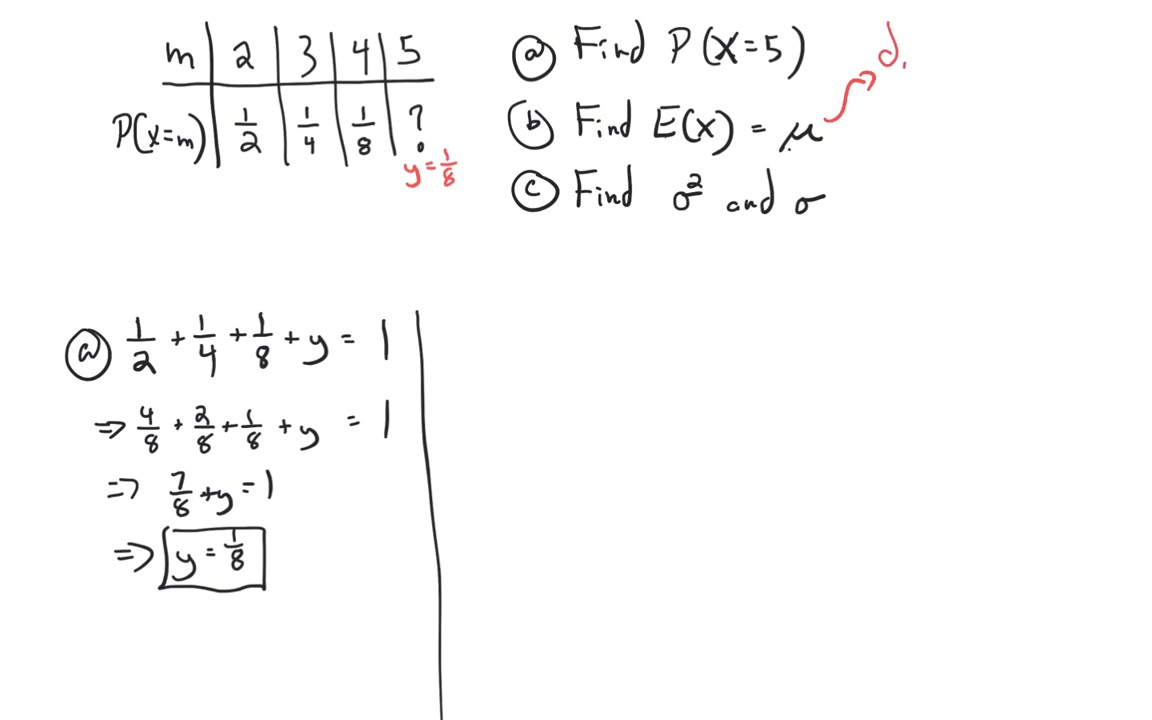 m 2 3 4 5
P(X=m) 1/2 1/4 1/8 ?
y = 1/8
(a) Find P(X=5)
(b) Find E(X) = μ → d.
(c) Find σ² and σ
(a) 1/2 + 1/4 + 1/8 + y = 1
⇒ 4/8 + 2/8 + 1/8 + y = 1
⇒ 7/8 + y = 1
⇒ y = 1/8